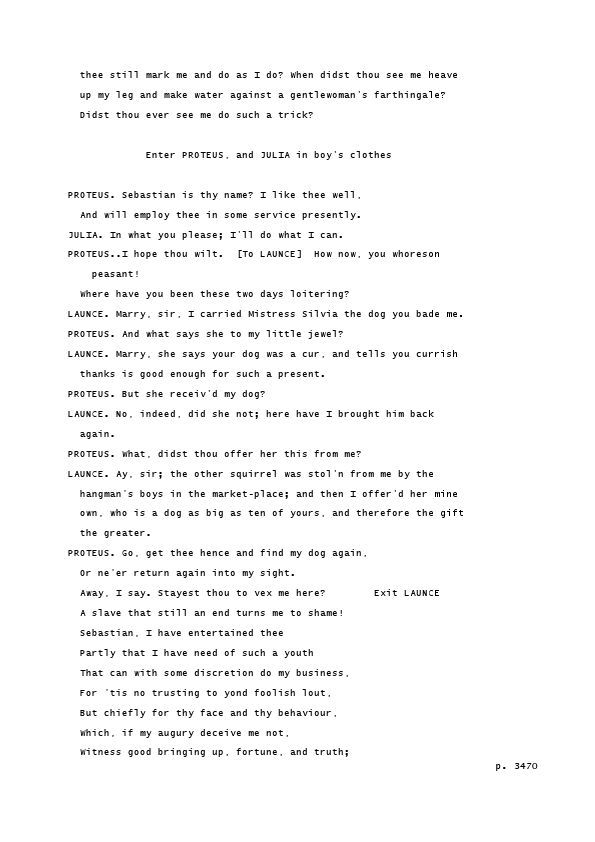 thee still mark me and do as I do? When didst thou see me heave
up my leg and make water against a gentlewoman's farthingale?
Didst thou ever see me do such a trick?
Enter PROTEUS, and JULIA in boy's clothes
PROTEUS. Sebastian is thy name? I like thee well,
And will employ thee in some service presently.
JULIA. In what you please; I'll do what I can.
PROTEUS..I hope thou wilt.  [To LAUNCE]  How now, you whoreson
peasant!
Where have you been these two days loitering?
LAUNCE. Marry, sir, I carried Mistress Silvia the dog you bade me.
PROTEUS. And what says she to my little jewel?
LAUNCE. Marry, she says your dog was a cur, and tells you currish
thanks is good enough for such a present.
PROTEUS. But she receiv'd my dog?
LAUNCE. No, indeed, did she not; here have I brought him back
again.
PROTEUS. What, didst thou offer her this from me?
LAUNCE. Ay, sir; the other squirrel was stol'n from me by the
hangman's boys in the market-place; and then I offer'd her mine
own, who is a dog as big as ten of yours, and therefore the gift
the greater.
PROTEUS. Go, get thee hence and find my dog again,
Or ne'er return again into my sight.
Away, I say. Stayest thou to vex me here?        Exit LAUNCE
A slave that still an end turns me to shame!
Sebastian, I have entertained thee
Partly that I have need of such a youth
That can with some discretion do my business,
For 'tis no trusting to yond foolish lout,
But chiefly for thy face and thy behaviour,
Which, if my augury deceive me not,
Witness good bringing up, fortune, and truth;
p. 3470